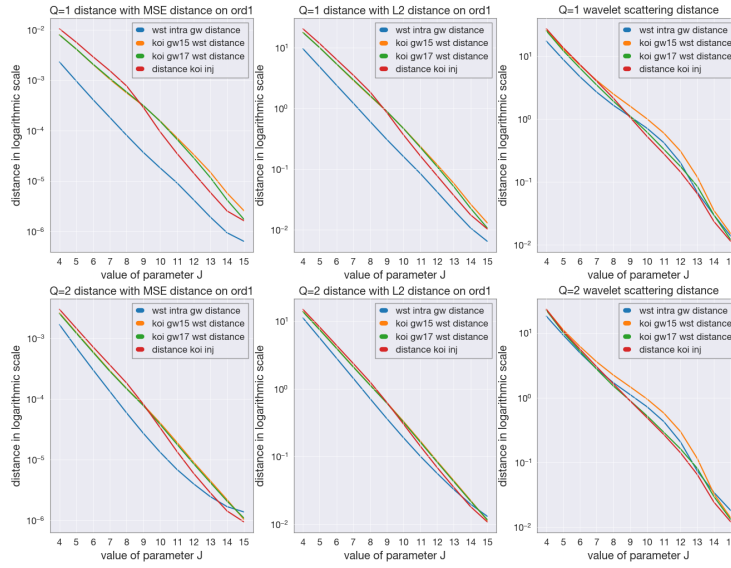 Q=1 distance with MSE distance on ord1
distance in logarithmic scale
10⁻²
10⁻³
10⁻⁴
10⁻⁵
10⁻⁶
wst intra gw distance
koi gw15 wst distance
koi gw17 wst distance
distance koi inj
4 5 6 7 8 9 10 11 12 13 14 15
value of parameter J
Q=1 distance with L2 distance on ord1
distance in logarithmic scale
10¹
10⁰
10⁻¹
10⁻²
wst intra gw distance
koi gw15 wst distance
koi gw17 wst distance
distance koi inj
4 5 6 7 8 9 10 11 12 13 14 15
value of parameter J
Q=1 wavelet scattering distance
distance in logarithmic scale
10¹
10⁰
10⁻¹
10⁻²
wst intra gw distance
koi gw15 wst distance
koi gw17 wst distance
distance koi inj
4 5 6 7 8 9 10 11 12 13 14 15
value of parameter J
Q=2 distance with MSE distance on ord1
distance in logarithmic scale
10⁻³
10⁻⁴
10⁻⁵
10⁻⁶
wst intra gw distance
koi gw15 wst distance
koi gw17 wst distance
distance koi inj
4 5 6 7 8 9 10 11 12 13 14 15
value of parameter J
Q=2 distance with L2 distance on ord1
distance in logarithmic scale
10¹
10⁰
10⁻¹
10⁻²
wst intra gw distance
koi gw15 wst distance
koi gw17 wst distance
distance koi inj
4 5 6 7 8 9 10 11 12 13 14 15
value of parameter J
Q=2 wavelet scattering distance
distance in logarithmic scale
10¹
10⁰
10⁻¹
10⁻²
wst intra gw distance
koi gw15 wst distance
koi gw17 wst distance
distance koi inj
4 5 6 7 8 9 10 11 12 13 14 15
value of parameter J